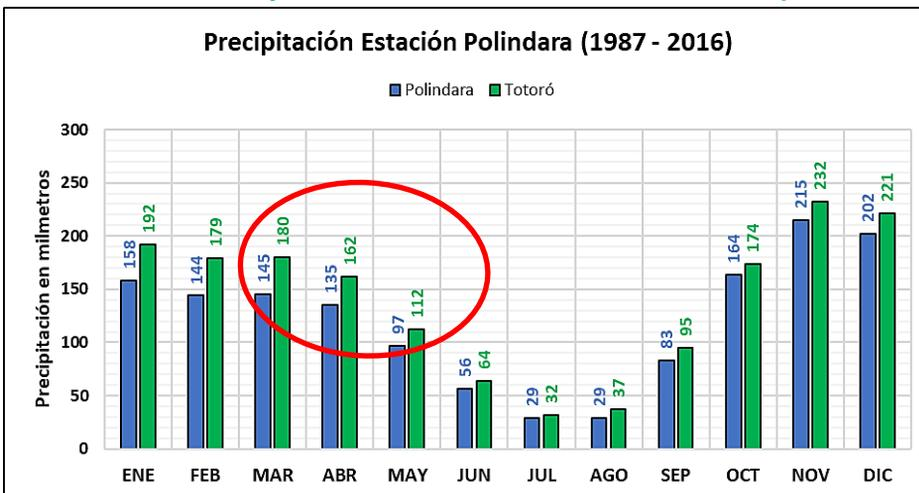 Precipitación Estación Polindara (1987 - 2016)
Polindara Totoró
Precipitación en milmetros
300
250
200
150
100
50
0
158 192 144 179 145 180 135 162 97 112 56 64 29 32 29 37 83 95 164 174 215 232 202 221
ENE FEB MAR ABR MAY JUN JUL AGO SEP OCT NOV DIC